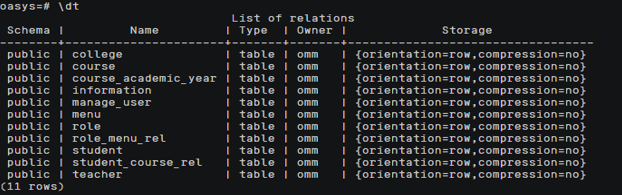 oasys=# \dt
                              List of relations
 Schema |         Name         | Type  | Owner |             Storage
--------+----------------------+-------+-------+----------------------------------
 public | college              | table | omm   | {orientation=row,compression=no}
 public | course               | table | omm   | {orientation=row,compression=no}
 public | course_academic_year | table | omm   | {orientation=row,compression=no}
 public | information          | table | omm   | {orientation=row,compression=no}
 public | manage_user          | table | omm   | {orientation=row,compression=no}
 public | menu                 | table | omm   | {orientation=row,compression=no}
 public | role                 | table | omm   | {orientation=row,compression=no}
 public | role_menu_rel        | table | omm   | {orientation=row,compression=no}
 public | student              | table | omm   | {orientation=row,compression=no}
 public | student_course_rel   | table | omm   | {orientation=row,compression=no}
 public | teacher              | table | omm   | {orientation=row,compression=no}
(11 rows)